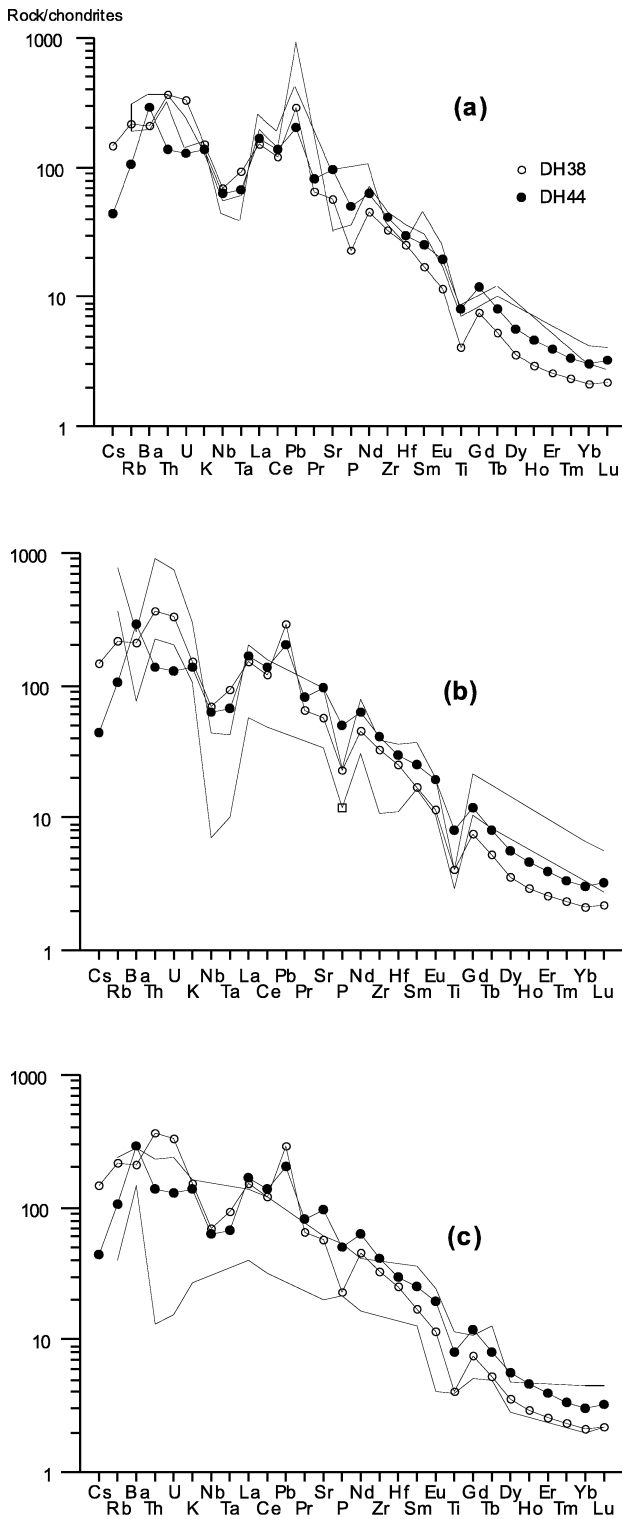 Rock/chondrites
1000
(a)
DH38
100
DH44
10
1
Cs Ba U Nb La Pb Sr Nd Hf Eu Gd Dy Er Yb
Rb Th K Ta Ce Pr P Zr Sm Ti Tb Ho Tm Lu
1000
(b)
100
10
1
Cs Ba U Nb La Pb Sr Nd Hf Eu Gd Dy Er Yb
Rb Th K Ta Ce Pr P Zr Sm Ti Tb Ho Tm Lu
1000
(c)
100
10
1
Cs Ba U Nb La Pb Sr Nd Hf Eu Gd Dy Er Yb
Rb Th K Ta Ce Pr P Zr Sm Ti Tb Ho Tm Lu